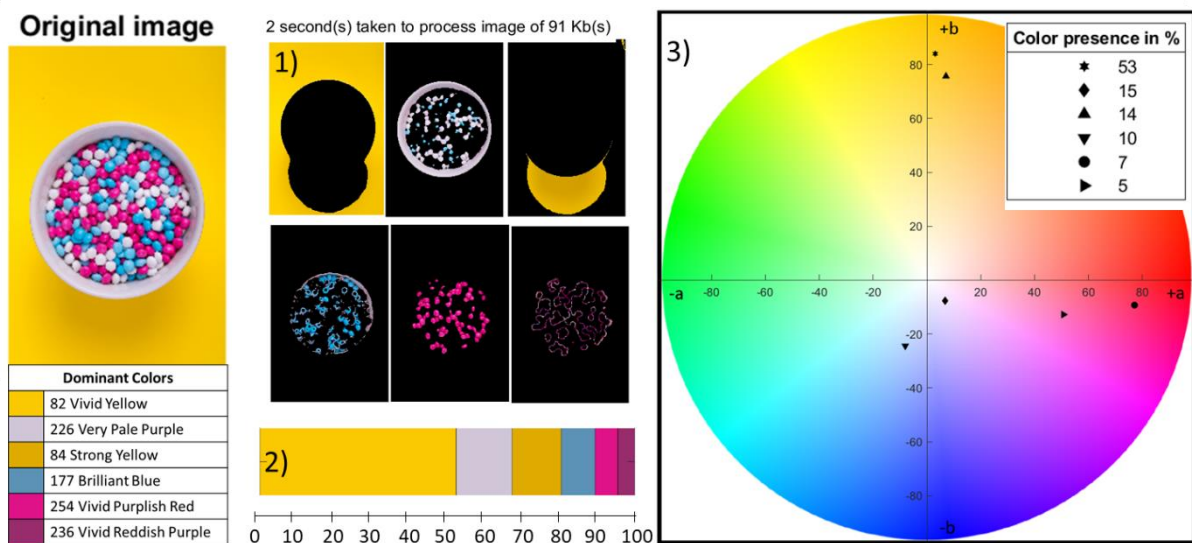 Original image
Dominant Colors
82 Vivid Yellow
226 Very Pale Purple
84 Strong Yellow
177 Brilliant Blue
254 Vivid Purplish Red
236 Vivid Reddish Purple
2 second(s) taken to process image of 91 Kb(s)
1)
2)
0 10 20 30 40 50 60 70 80 90 100
3)
+b
80
60
40
20
-a -80 -60 -40 -20 20 40 60 80 +a
-20
-40
-60
-80
-b
Color presence in %
53
15
14
10
7
5